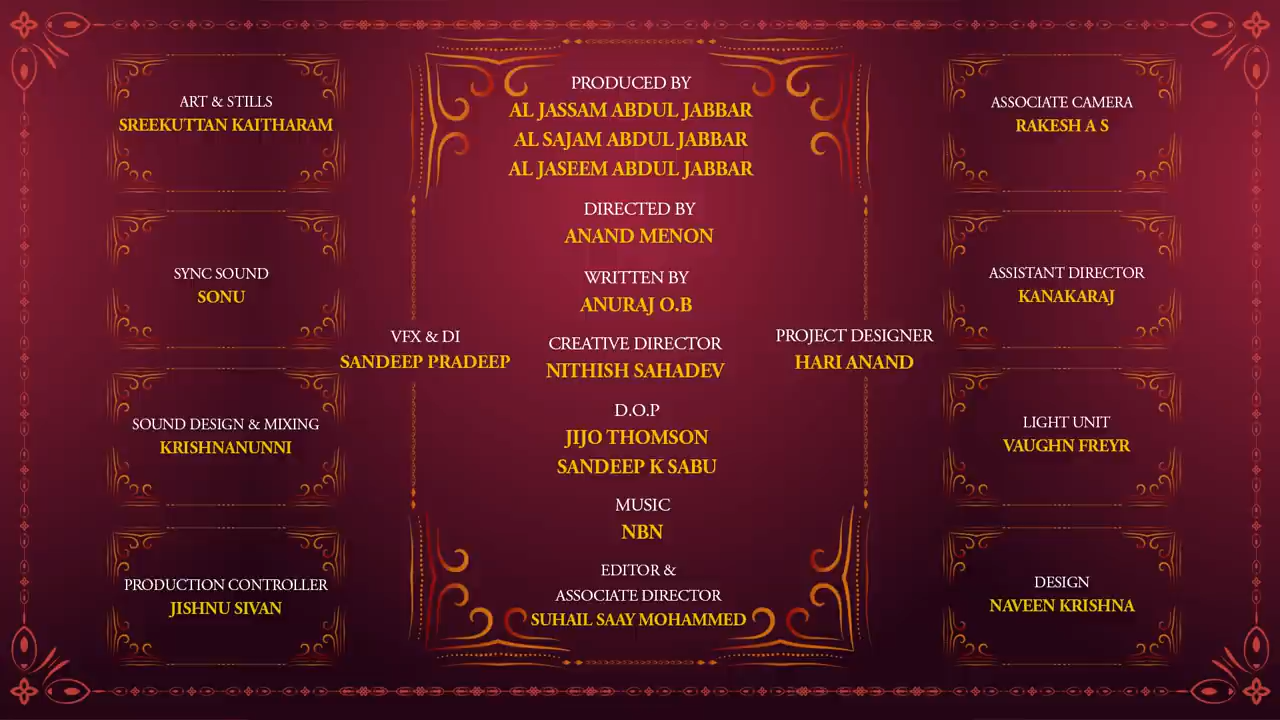 ART & STILLS
SREEKUTTAN KAITHARAM
SYNC SOUND
SONU
SOUND DESIGN & MIXING
KRISHNANUNNI
PRODUCTION CONTROLLER
JISHNU SIVAN
VFX & DI
SANDEEP PRADEEP
PRODUCED BY
AL JASSAM ABDUL JABBAR
AL SAJAM ABDUL JABBAR
AL JASEEM ABDUL JABBAR
DIRECTED BY
ANAND MENON
WRITTEN BY
ANURAJ O.B
CREATIVE DIRECTOR
NITHISH SAHADEV
D.O.P
JIJO THOMSON
SANDEEP K SABU
MUSIC
NBN
EDITOR &
ASSOCIATE DIRECTOR
SUHAIL SAAY MOHAMMED
PROJECT DESIGNER
HARI ANAND
ASSOCIATE CAMERA
RAKESH A S
ASSISTANT DIRECTOR
KANAKARAJ
LIGHT UNIT
VAUGHN FREYR
DESIGN
NAVEEN KRISHNA